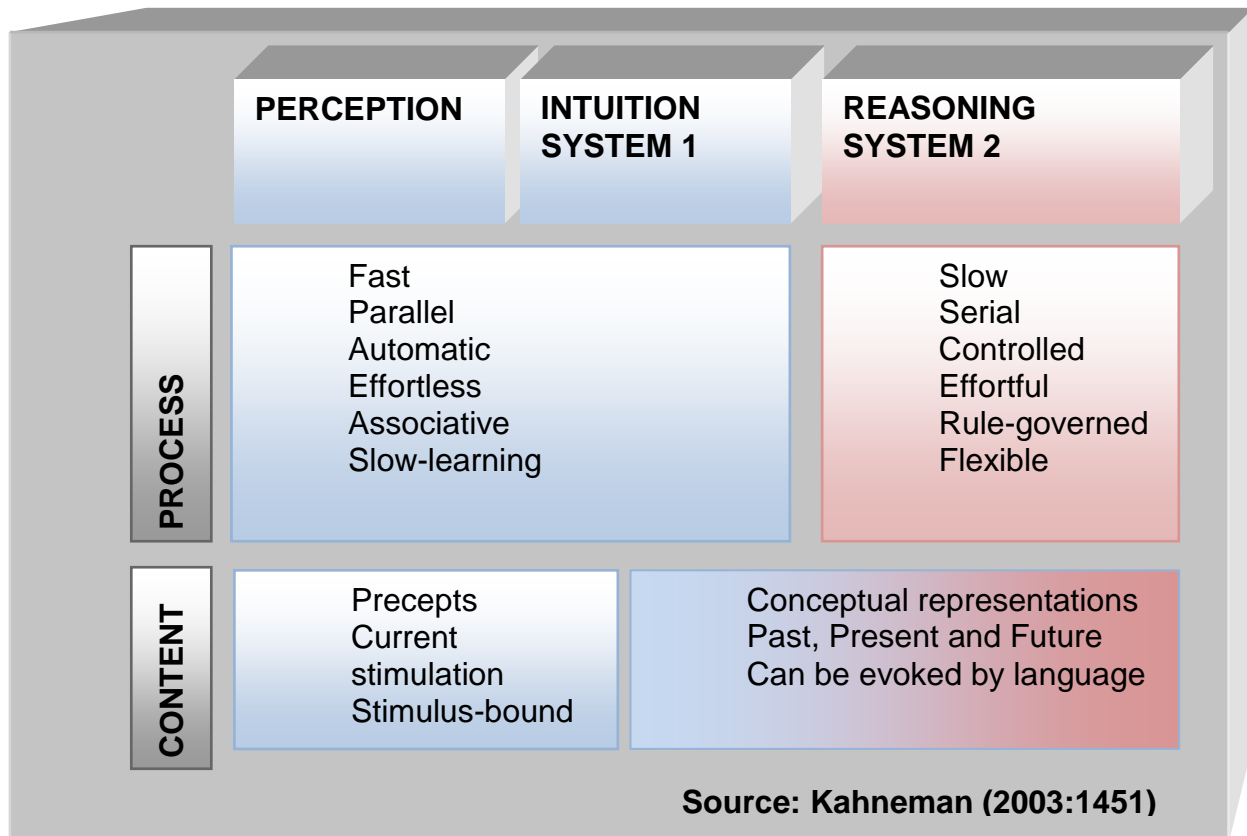 PERCEPTION
INTUITION
SYSTEM 1
REASONING
SYSTEM 2
PROCESS
Fast
Parallel
Automatic
Effortless
Associative
Slow-learning
Slow
Serial
Controlled
Effortful
Rule-governed
Flexible
CONTENT
Precepts
Current
stimulation
Stimulus-bound
Conceptual representations
Past, Present and Future
Can be evoked by language
Source: Kahneman (2003:1451)